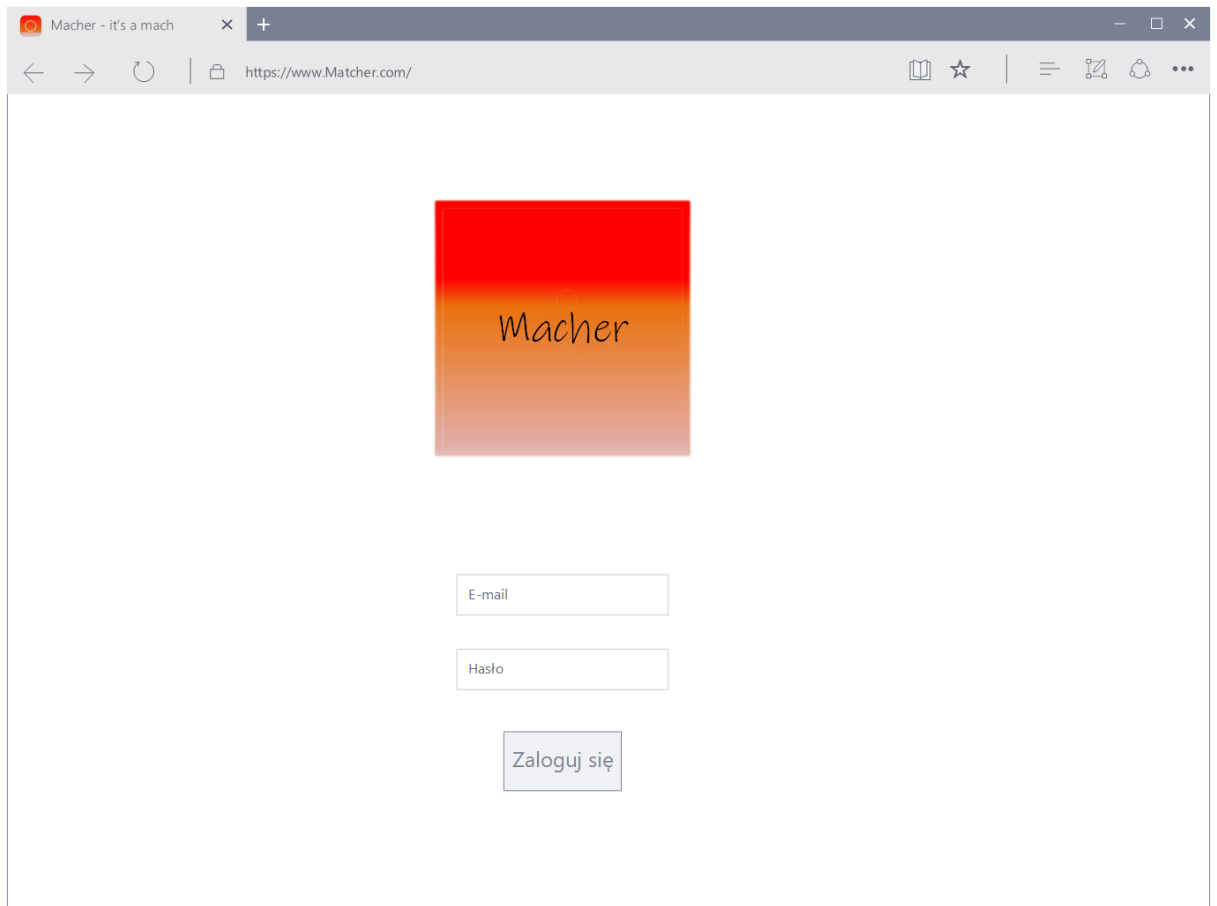 Macher - it's a mach
https://www.Matcher.com/
Macher
E-mail
Hasło
Zaloguj się